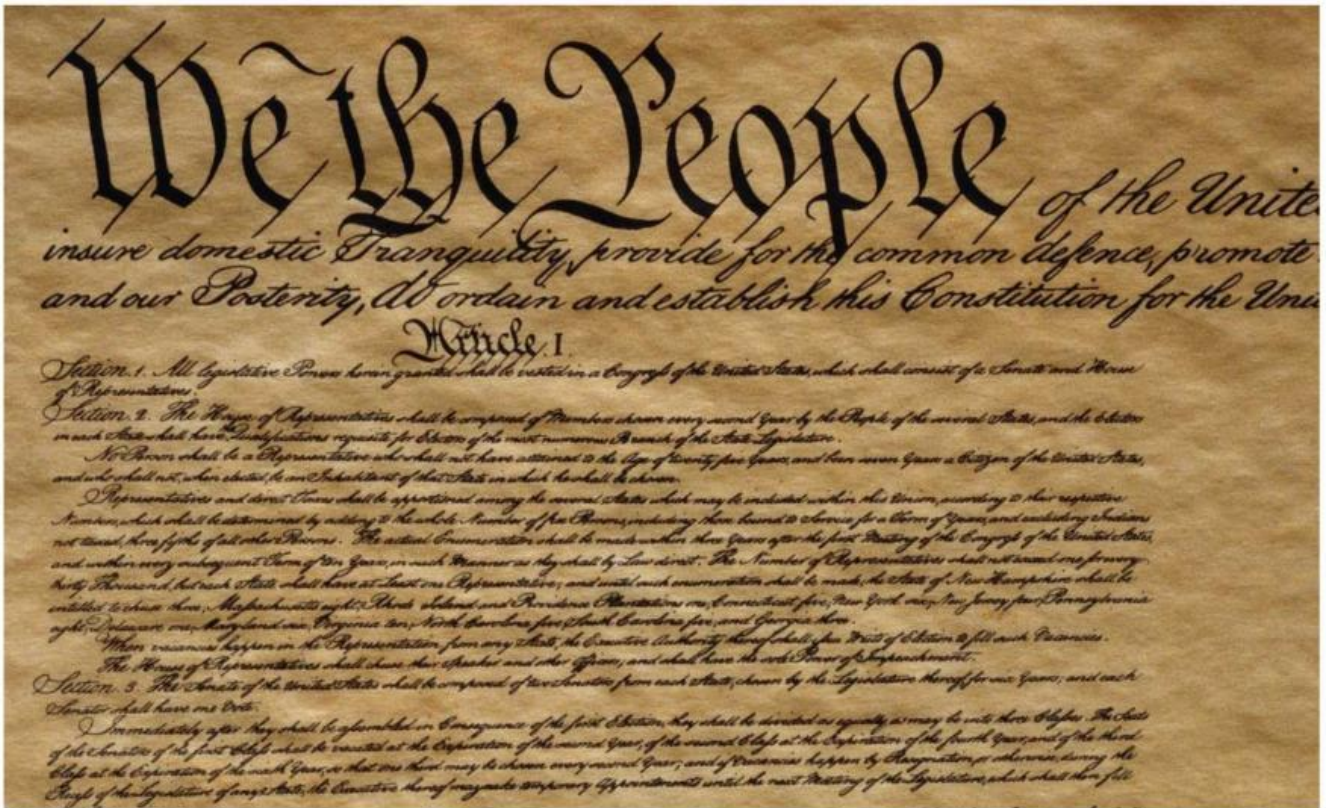 We the People of the Unite
insure domestic Tranquility, provide for the common defence, promote
and our Posterity, do ordain and establish this Constitution for the Uni
Article. I.
Section. 1. All legislative Powers herein granted shall be vested in a Congress of the United States, which shall consist of a Senate and House
of Representatives.
Section. 2. The House of Representatives shall be composed of Members chosen every second Year by the People of the several States, and the Electors
in each State shall have Qualifications requisite for Electors of the most numerous Branch of the State Legislature.
No Person shall be a Representative who shall not have attained to the Age of twenty five Years, and been seven Years a Citizen of the United States,
and who shall not, when elected, be an Inhabitant of that State in which he shall be chosen.
Representatives and direct Taxes shall be apportioned among the several States which may be included within this Union, according to their respective
Numbers, which shall be determined by adding to the whole Number of free Persons, including those bound to Service for a Term of Years, and excluding Indians
not taxed, three fifths of all other Persons. The actual Enumeration shall be made within three Years after the first Meeting of the Congress of the United States,
and within every subsequent Term of ten Years, in such Manner as they shall by Law direct. The Number of Representatives shall not exceed one for every
thirty Thousand, but each State shall have at Least one Representative; and until such enumeration shall be made, the State of New Hampshire shall be
entitled to chuse three, Massachusetts eight, Rhode Island and Providence Plantations one, Connecticut five, New York six, New Jersey four, Pennsylvania
eight, Delaware one, Maryland six, Virginia ten, North Carolina five, South Carolina five, and Georgia three.
When vacancies happen in the Representation from any State, the Executive Authority thereof shall issue Writs of Election to fill such Vacancies.
The House of Representatives shall chuse their Speaker and other Officers; and shall have the sole Power of Impeachment.
Section. 3. The Senate of the United States shall be composed of two Senators from each State, chosen by the Legislature thereof, for six Years; and each
Senator shall have one Vote.
Immediately after they shall be assembled in Consequence of the first Election, they shall be divided as equally as may be into three Classes. The Seats
of the Senators of the first Class shall be vacated at the Expiration of the second Year, of the second Class at the Expiration of the fourth Year, and of the third
Class at the Expiration of the sixth Year, so that one third may be chosen every second Year; and if Vacancies happen by Resignation, or otherwise, during the
Recess of the Legislature of any State, the Executive thereof may make temporary Appointments until the next Meeting of the Legislature, which shall then fill